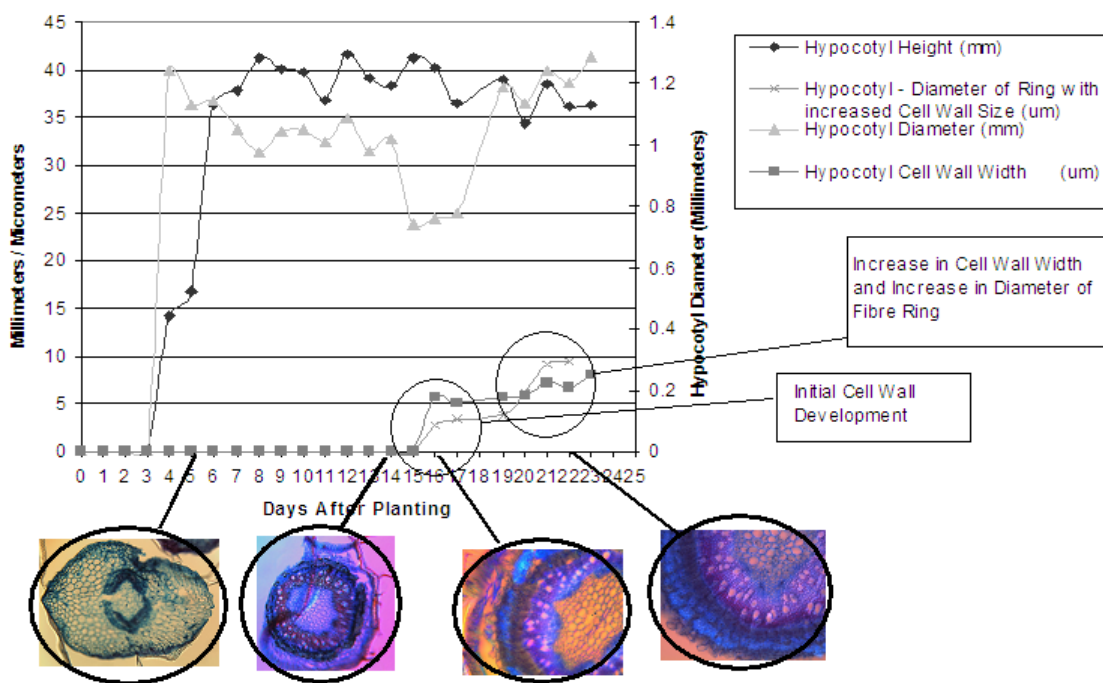 45
40
35
30
25
20
15
10
5
0
Millimeters / Micrometers
1.4
1.2
1
0.8
0.6
0.4
0.2
0
Hypocotyl Diameter (Millimeters)
0 1 2 3 4 5 6 7 8 9 10 11 12 13 14 15 16 17 18 19 20 21 22 23 24 25
Days After Planting
Hypocotyl Height (mm)
Hypocotyl - Diameter of Ring with
increased Cell Wall Size (um)
Hypocotyl Diameter (mm)
Hypocotyl Cell Wall Width (um)
Increase in Cell Wall Width
and Increase in Diameter of
Fibre Ring
Initial Cell Wall
Development